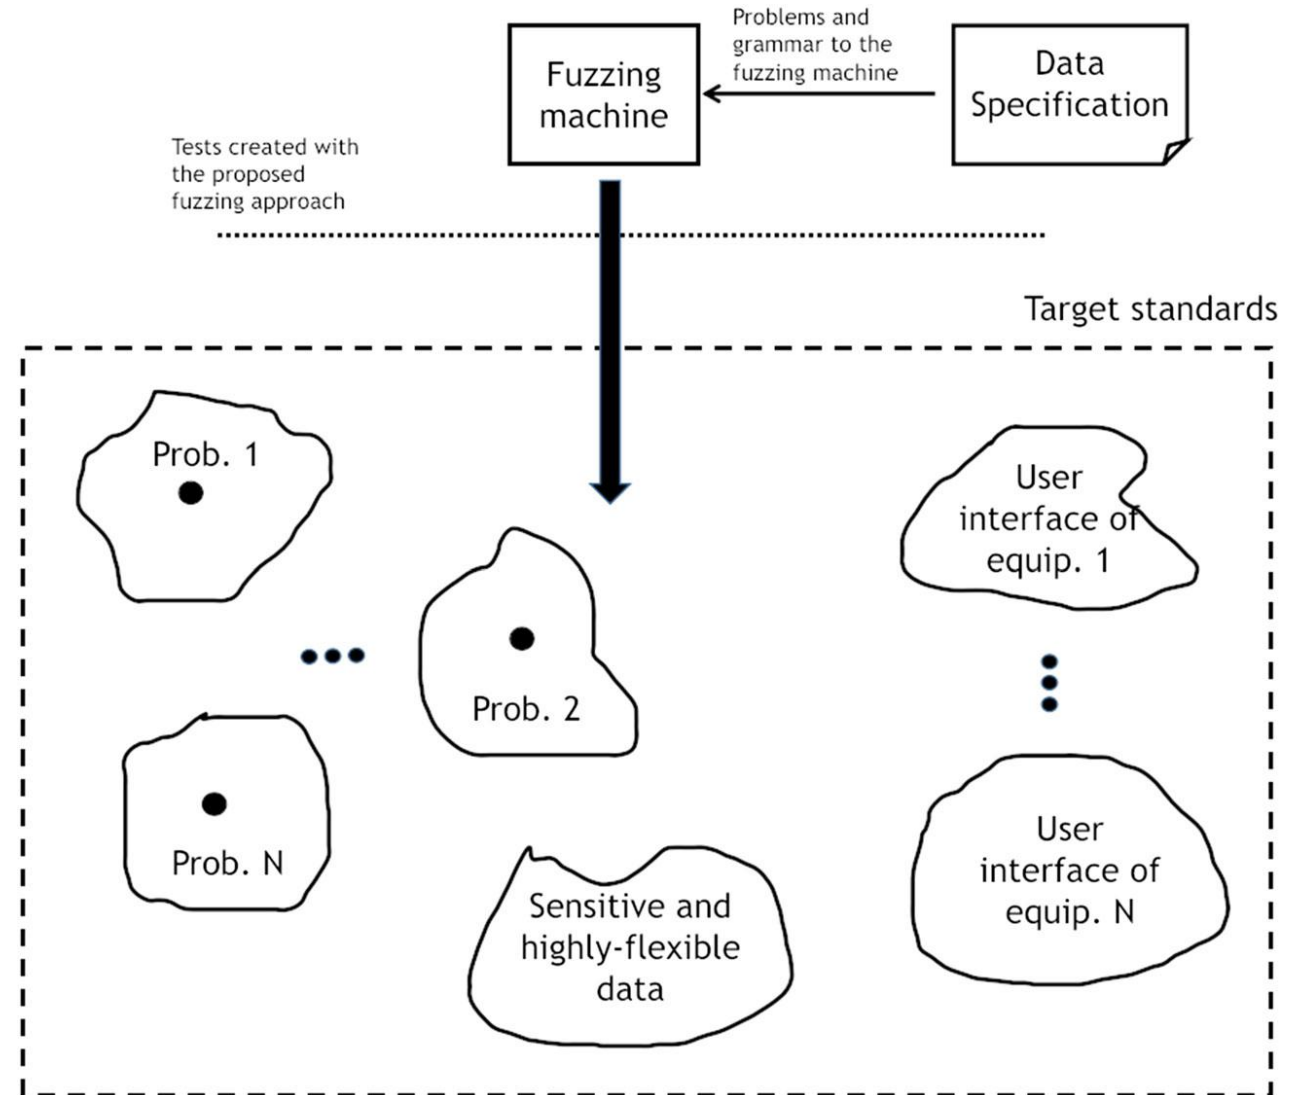 Problems and
grammar to the
fuzzing machine
Fuzzing
machine
Data
Specification
Tests created with
the proposed
fuzzing approach
Target standards
Prob. 1
User
interface of
equip. 1
Prob. 2
Prob. N
User
interface of
equip. N
Sensitive and
highly-flexible
data